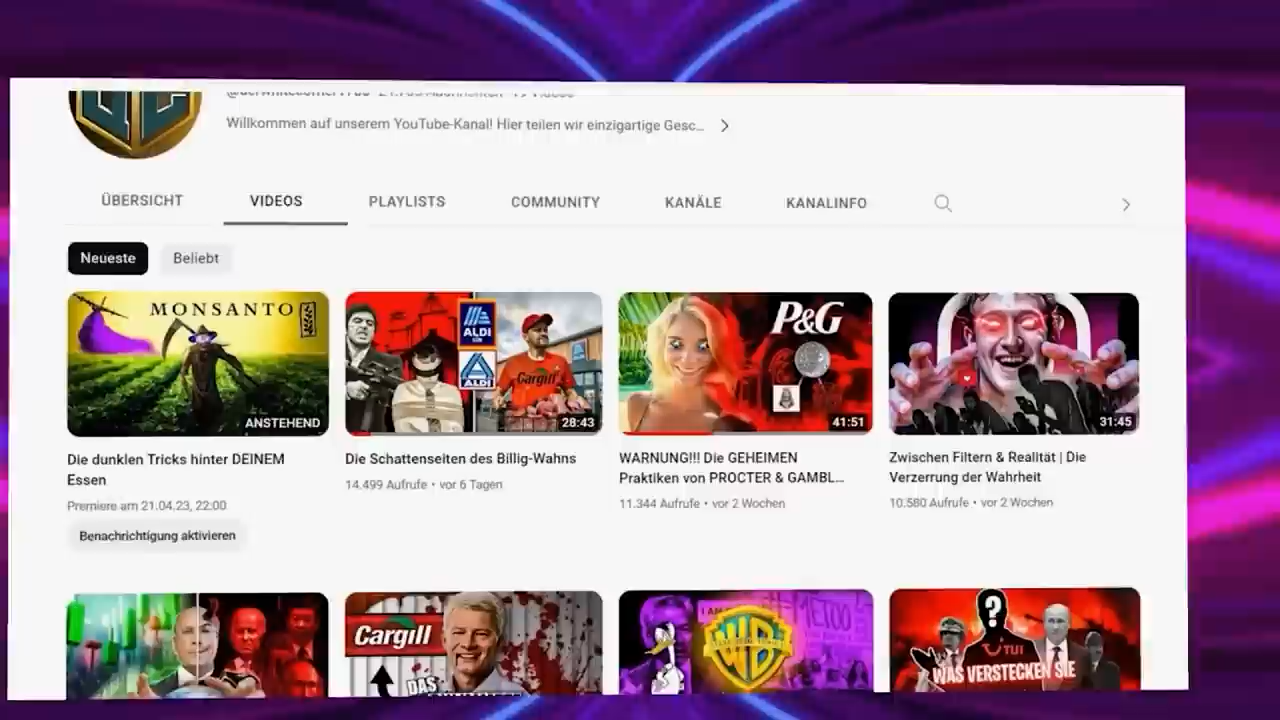 Willkommen auf unserem YouTube-Kanal! Hier teilen wir einzigartige Gesc...
ÜBERSICHT
VIDEOS
PLAYLISTS
COMMUNITY
KANÄLE
KANALINFO
Neueste
Beliebt
MONSANTO
ANSTEHEND
ALDI
SÜD
ALDI
Cargill
28:43
P&G
41:51
31:45
Die dunklen Tricks hinter DEINEM
Essen
Premiere am 21.04.23, 22:00
Benachrichtigung aktivieren
Die Schattenseiten des Billig-Wahns
14.499 Aufrufe • vor 6 Tagen
WARNUNG!!! Die GEHEIMEN
Praktiken von PROCTER & GAMBL...
11.344 Aufrufe • vor 2 Wochen
Zwischen Filtern & Realität | Die
Verzerrung der Wahrheit
10.580 Aufrufe • vor 2 Wochen
Cargill
DAS
I AM
#METOO
WB
?
TUI
WAS VERSTECKEN SIE